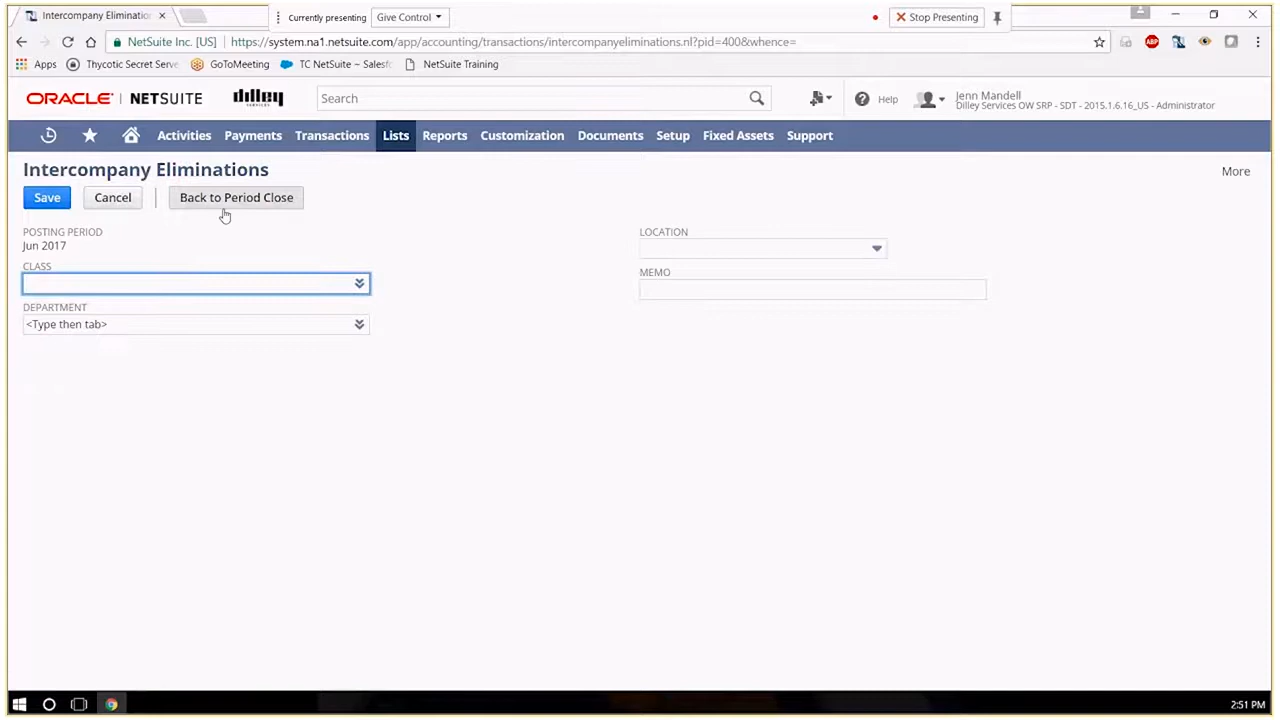 Intercompany Elimination
Currently presenting
Give Control
Stop Presenting
NetSuite Inc. [US]
https://system.na1.netsuite.com/app/accounting/transactions/intercompanyeliminations.nl?pid=400&whence=
Apps
Thycotic Secret Serve
GoToMeeting
TC NetSuite ~ Salesf
NetSuite Training
ORACLE | NETSUITE
dilley
SERVICES
Search
Help
Jenn Mandell
Dilley Services OW SRP - SDT - 2015.1.6.16_US - Administrator
Activities
Payments
Transactions
Lists
Reports
Customization
Documents
Setup
Fixed Assets
Support
Intercompany Eliminations
More
Save
Cancel
Back to Period Close
POSTING PERIOD
Jun 2017
CLASS
DEPARTMENT
<Type then tab>
LOCATION
MEMO
ABP
2:51 PM